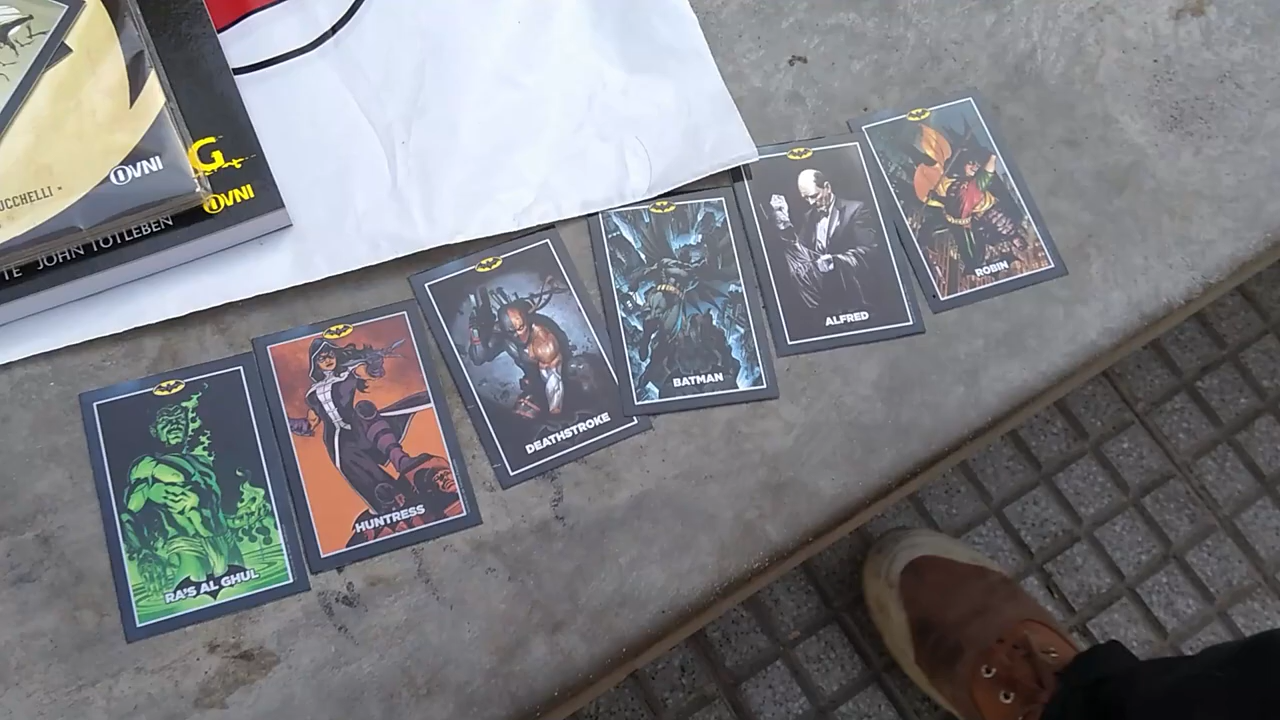 UCCHELLI
OVNI
G
OVNI
TE JOHN TOTLEBEN
RA'S AL GHUL
HUNTRESS
DEATHSTROKE
BATMAN
ALFRED
ROBIN